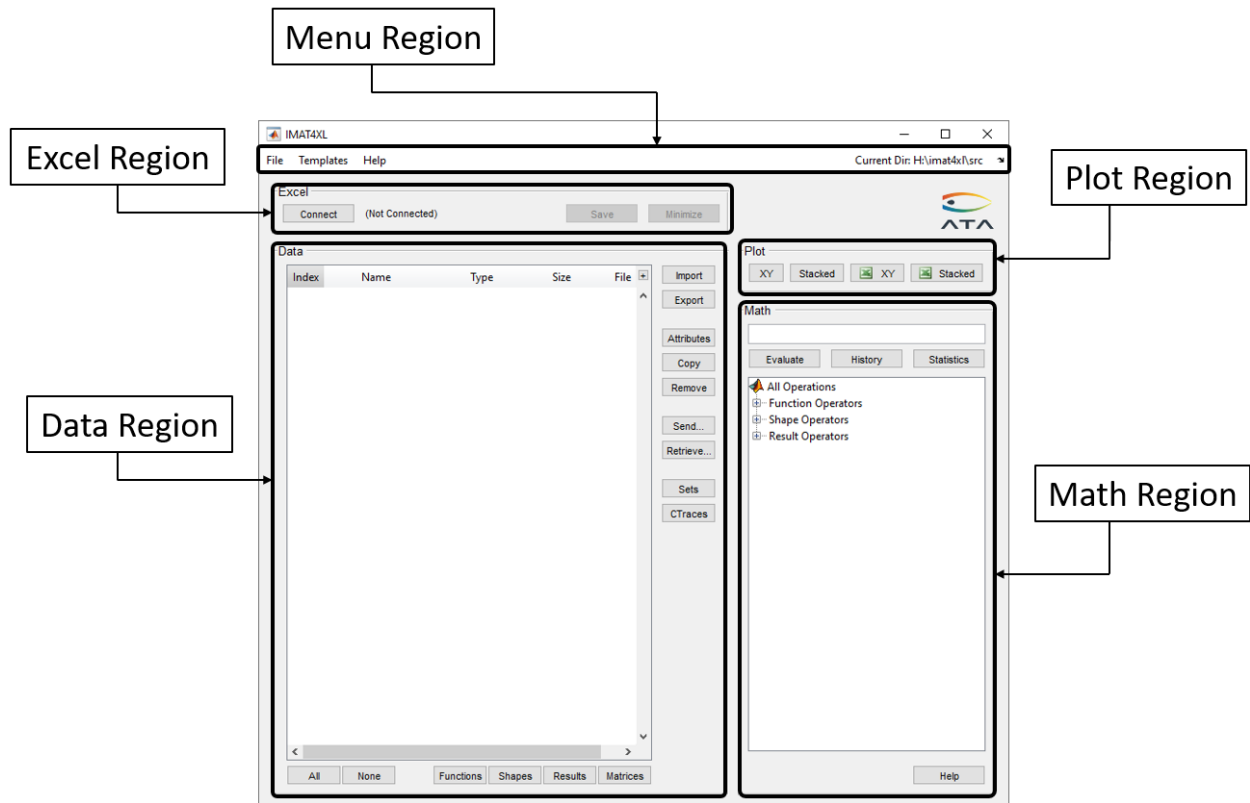 Menu Region
Excel Region
Plot Region
Data Region
Math Region
IMAT4XL
File Templates Help Current Dir: H:\imat4xl\src
Excel
Connect (Not Connected) Save Minimize
ATA
Data
Index Name Type Size File
Import
Export
Attributes
Copy
Remove
Send...
Retrieve...
Sets
CTraces
All None Functions Shapes Results Matrices
Plot
XY Stacked XY Stacked
Math
Evaluate History Statistics
All Operations
Function Operators
Shape Operators
Result Operators
Help